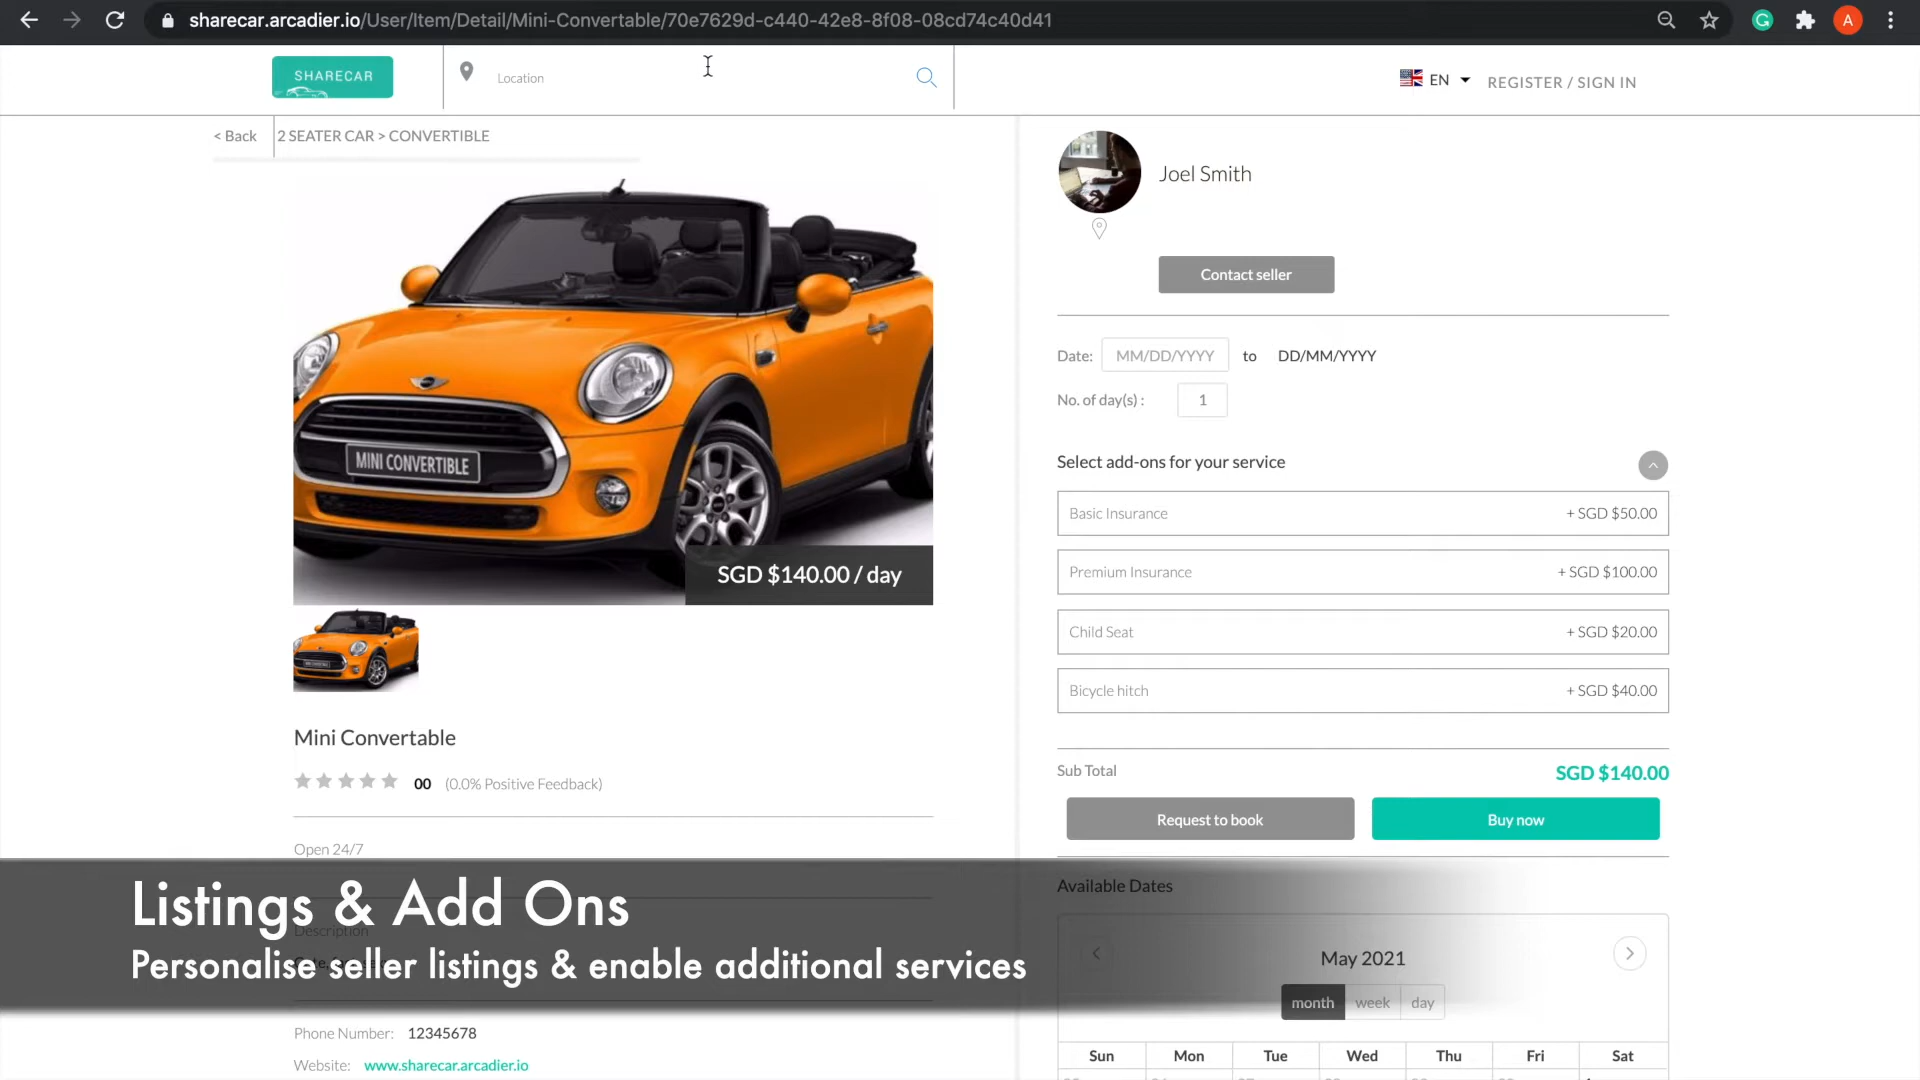 sharecar.arcadier.io/User/Item/Detail/Mini-Convertable/70e7629d-c440-42e8-8f08-08cd74c40d41
G
A
SHARECAR
Location
EN
REGISTER / SIGN IN
< Back
2 SEATER CAR > CONVERTIBLE
MINI CONVERTIBLE
SGD $140.00 / day
Mini Convertable
00 (0.0% Positive Feedback)
Open 24/7
Description
Phone Number: 12345678
Website: www.sharecar.arcadier.io
Joel Smith
Contact seller
Date: MM/DD/YYYY to DD/MM/YYYY
No. of day(s) : 1
Select add-ons for your service
Basic Insurance + SGD $50.00
Premium Insurance + SGD $100.00
Child Seat + SGD $20.00
Bicycle hitch + SGD $40.00
Sub Total SGD $140.00
Request to book Buy now
Available Dates
May 2021
month week day
Sun Mon Tue Wed Thu Fri Sat
Listings & Add Ons
Personalise seller listings & enable additional services